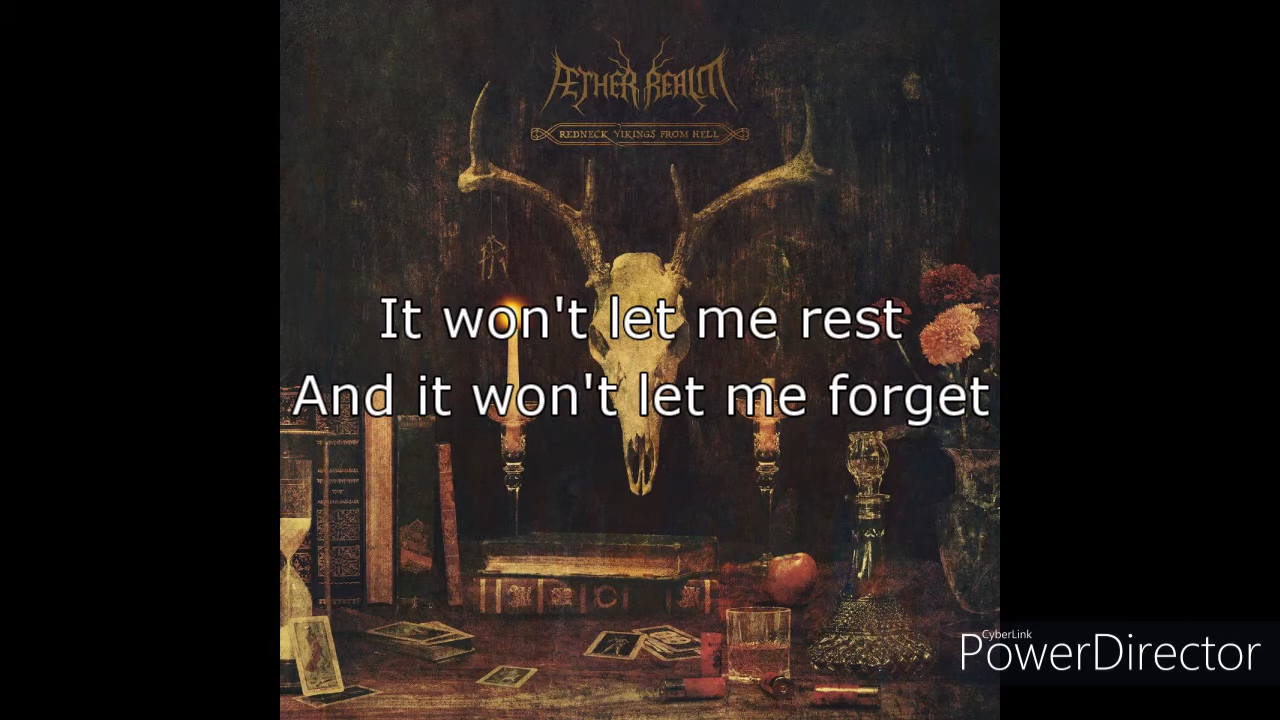 ÆTHER REALM
REDNECK VIKINGS FROM HELL
It won't let me rest
And it won't let me forget
CyberLink
PowerDirector